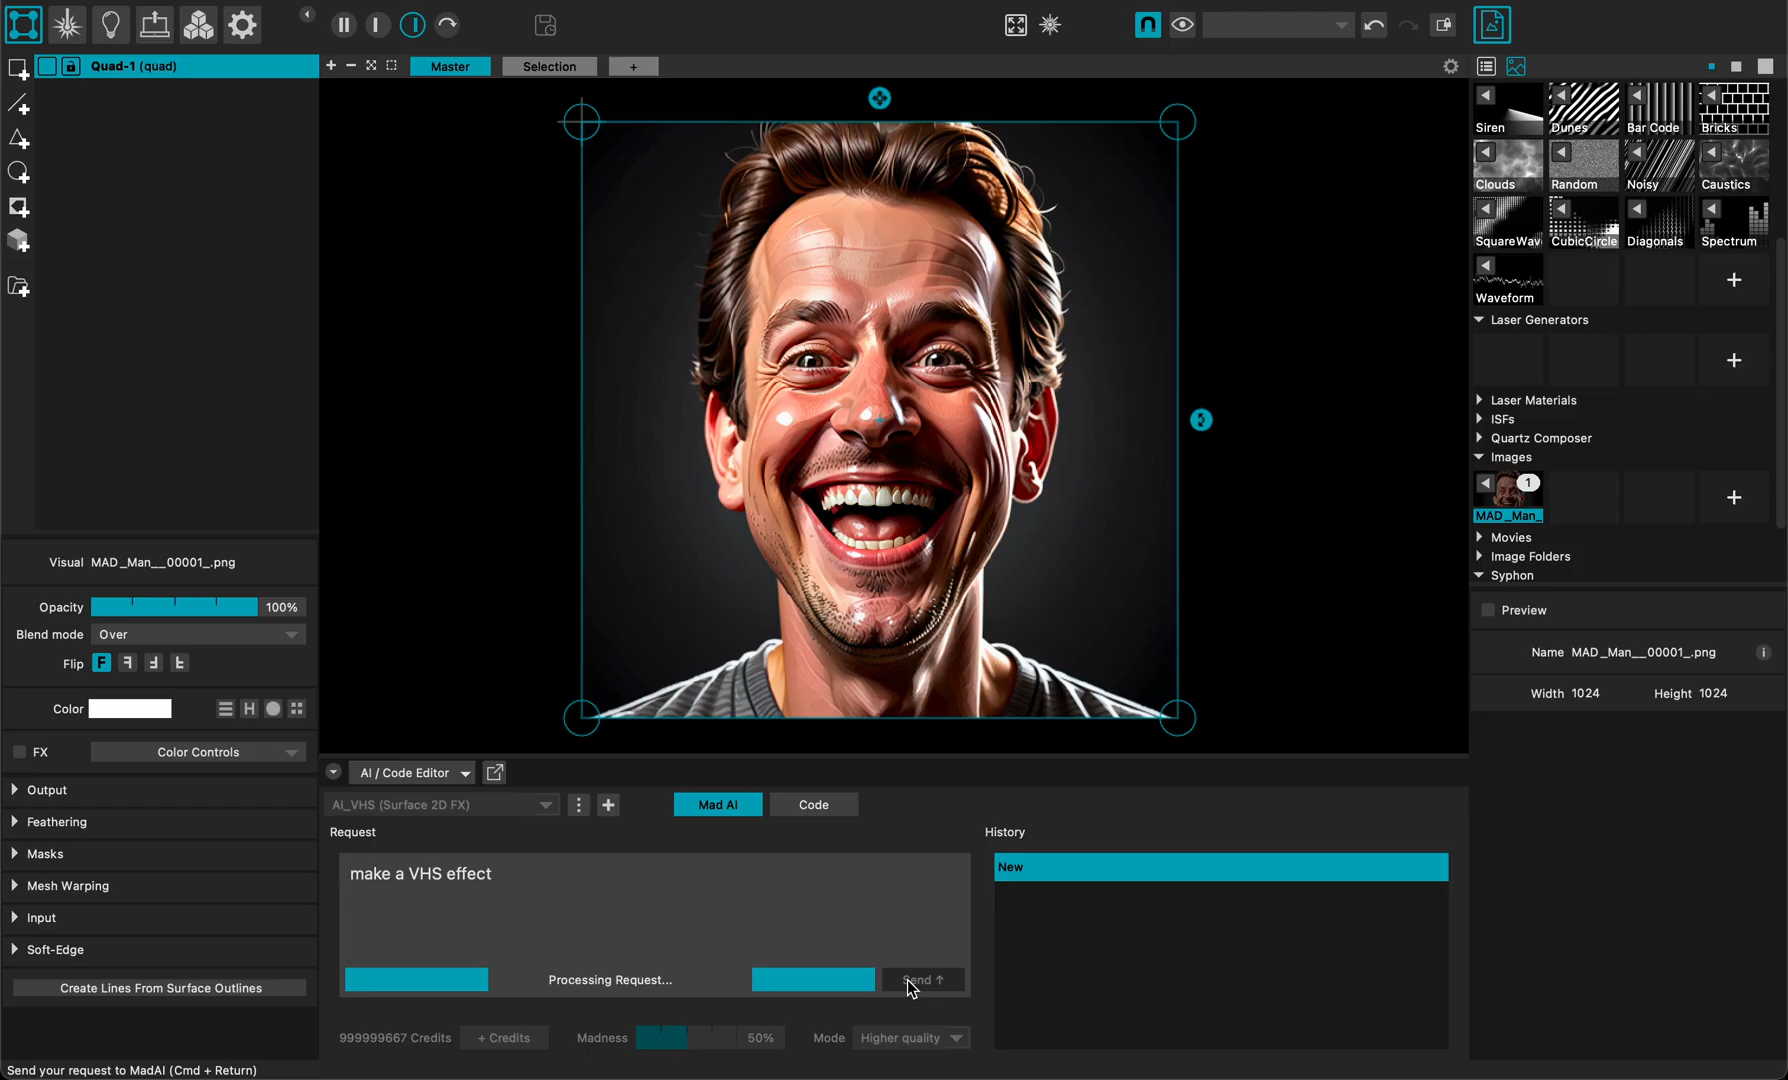 Quad-1 (quad)
Master
Selection
+
Siren
Dunes
Bar Code
Bricks
Clouds
Random
Noisy
Caustics
SquareWav
CubicCircle
Diagonals
Spectrum
Waveform
+
Laser Generators
+
Laser Materials
ISFs
Quartz Composer
Images
1
MAD_Man_
+
Movies
Image Folders
Syphon
Visual MAD_Man__00001_.png
Opacity 100%
Blend mode Over
Flip
Color
H
FX Color Controls
Output
Feathering
Masks
Mesh Warping
Input
Soft-Edge
Create Lines From Surface Outlines
Preview
Name MAD_Man__00001_.png i
Width 1024 Height 1024
AI / Code Editor
AI_VHS (Surface 2D FX)
Mad AI
Code
Request
make a VHS effect
Processing Request...
Send ↑
999999667 Credits
+ Credits
Madness 50%
Mode Higher quality
History
New
Send your request to MadAI (Cmd + Return)